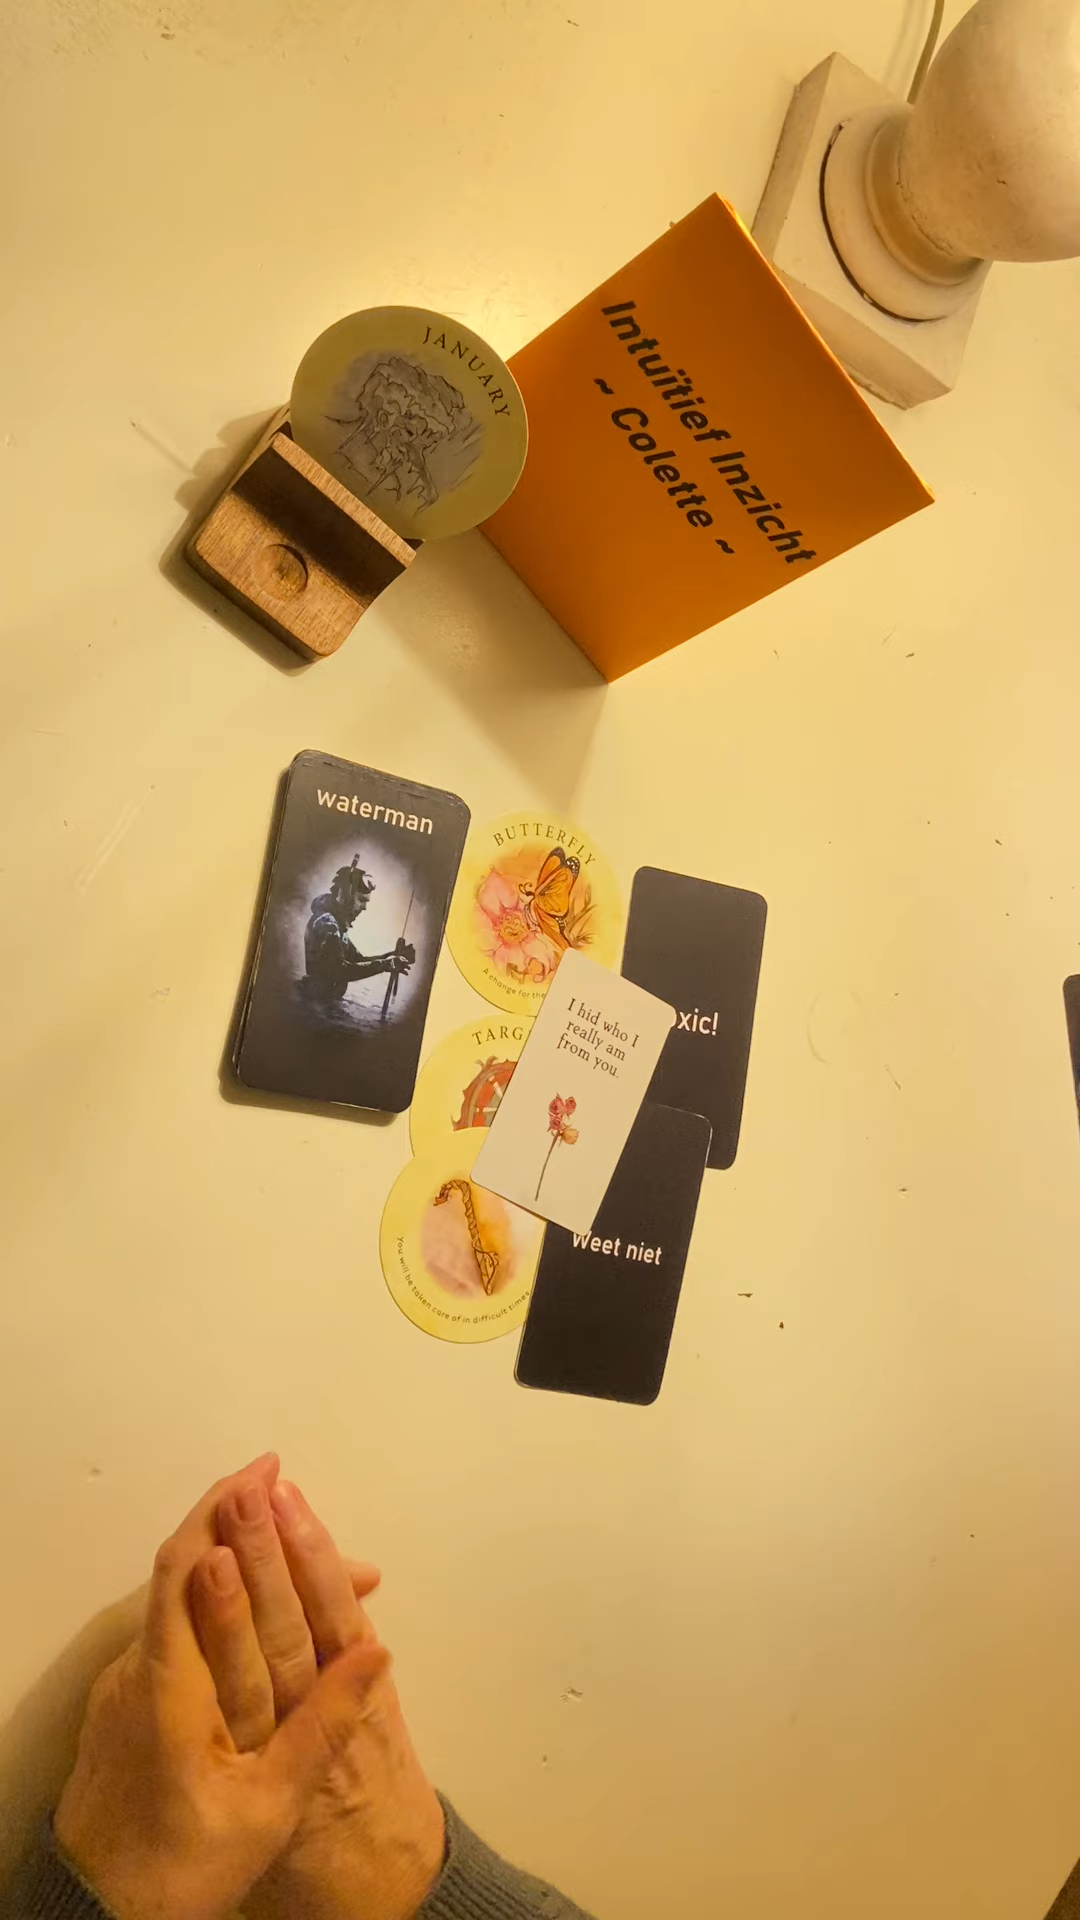 JANUARY
Intuïtief Inzicht
~ Colette ~
waterman
BUTTERFLY
A change for the
I hid who I
really am
from you.
oxic!
TARG
You will be taken care of in difficult times
Weet niet